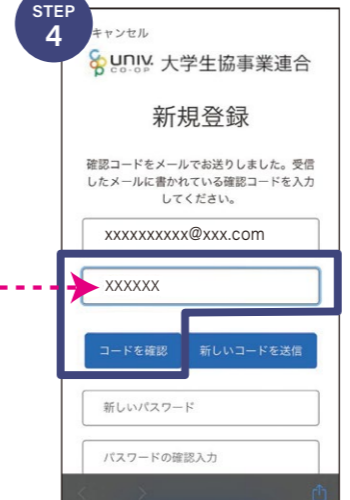 STEP
4
キャンセル
UNIV.
CO-OP
大学生協事業連合
新規登録
確認コードをメールでお送りしました。受信
したメールに書かれている確認コードを入力
してください。
xxxxxxxxxx@xxx.com
xxxxxx
コードを確認 新しいコードを送信
新しいパスワード
パスワードの確認入力